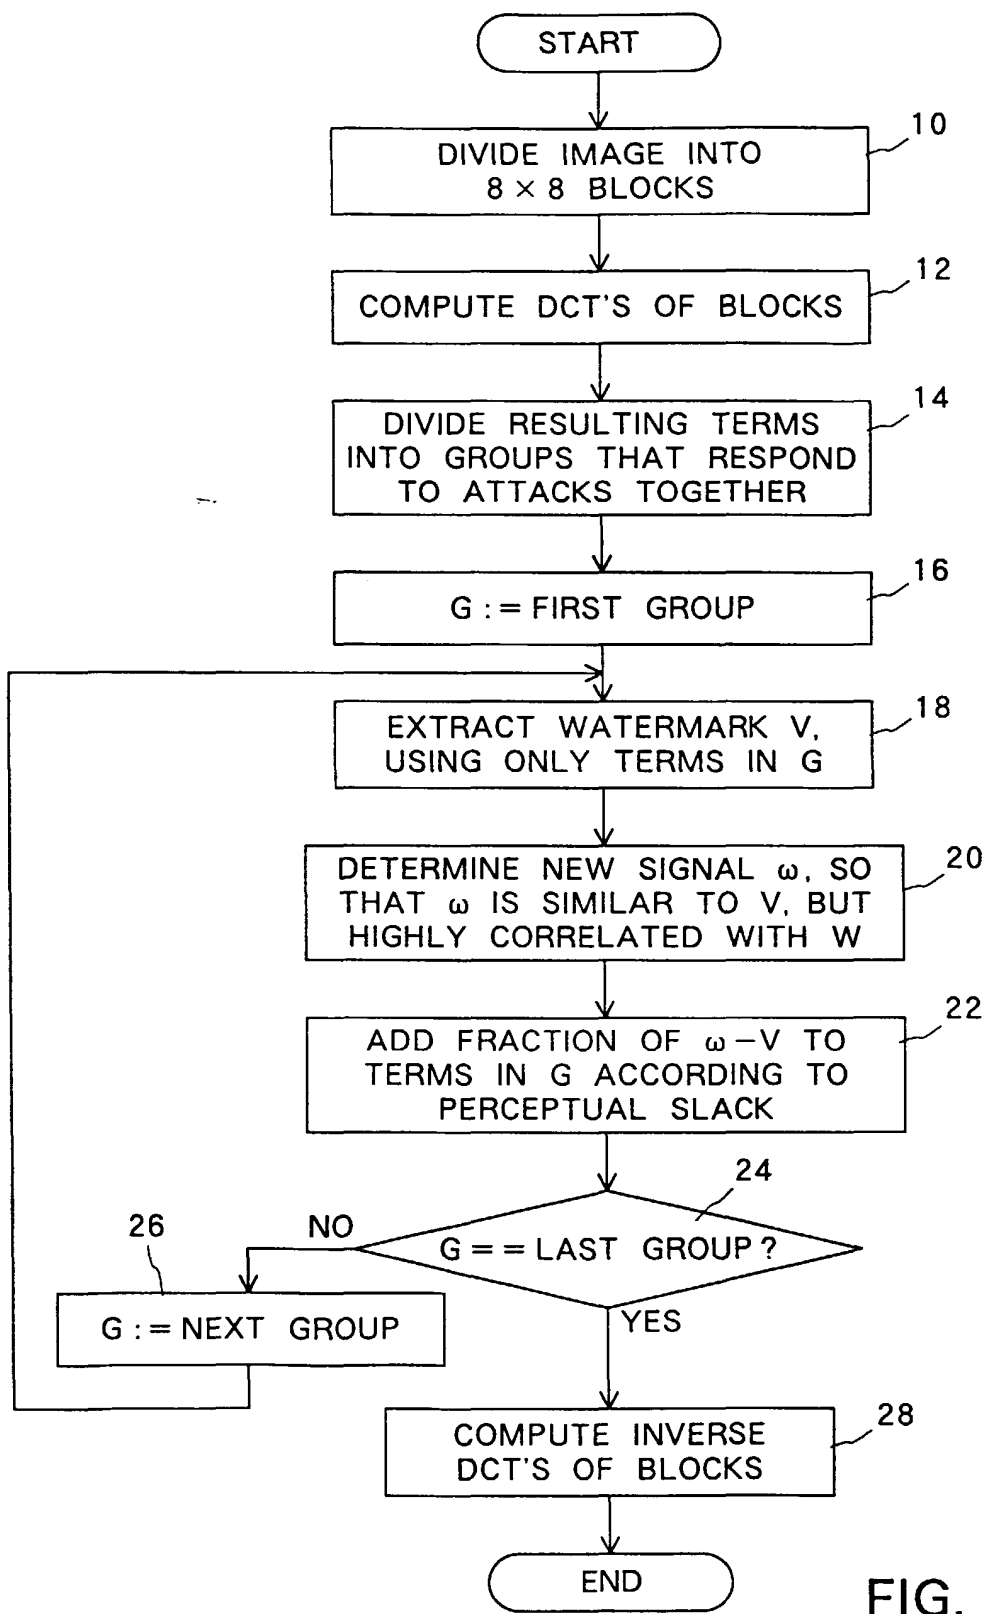 START
10
DIVIDE IMAGE INTO
8 × 8 BLOCKS
12
COMPUTE DCT'S OF BLOCKS
14
DIVIDE RESULTING TERMS
INTO GROUPS THAT RESPOND
TO ATTACKS TOGETHER
16
G := FIRST GROUP
18
EXTRACT WATERMARK V,
USING ONLY TERMS IN G
20
DETERMINE NEW SIGNAL ω, SO
THAT ω IS SIMILAR TO V, BUT
HIGHLY CORRELATED WITH W
22
ADD FRACTION OF ω-V TO
TERMS IN G ACCORDING TO
PERCEPTUAL SLACK
24
G == LAST GROUP?
NO
26
G := NEXT GROUP
YES
28
COMPUTE INVERSE
DCT'S OF BLOCKS
END
FIG.